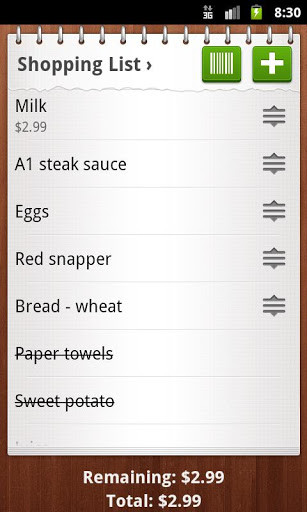 3G 8:30
Shopping List ›
Milk
$2.99
A1 steak sauce
Eggs
Red snapper
Bread - wheat
Paper towels
Sweet potato
Remaining: $2.99
Total: $2.99